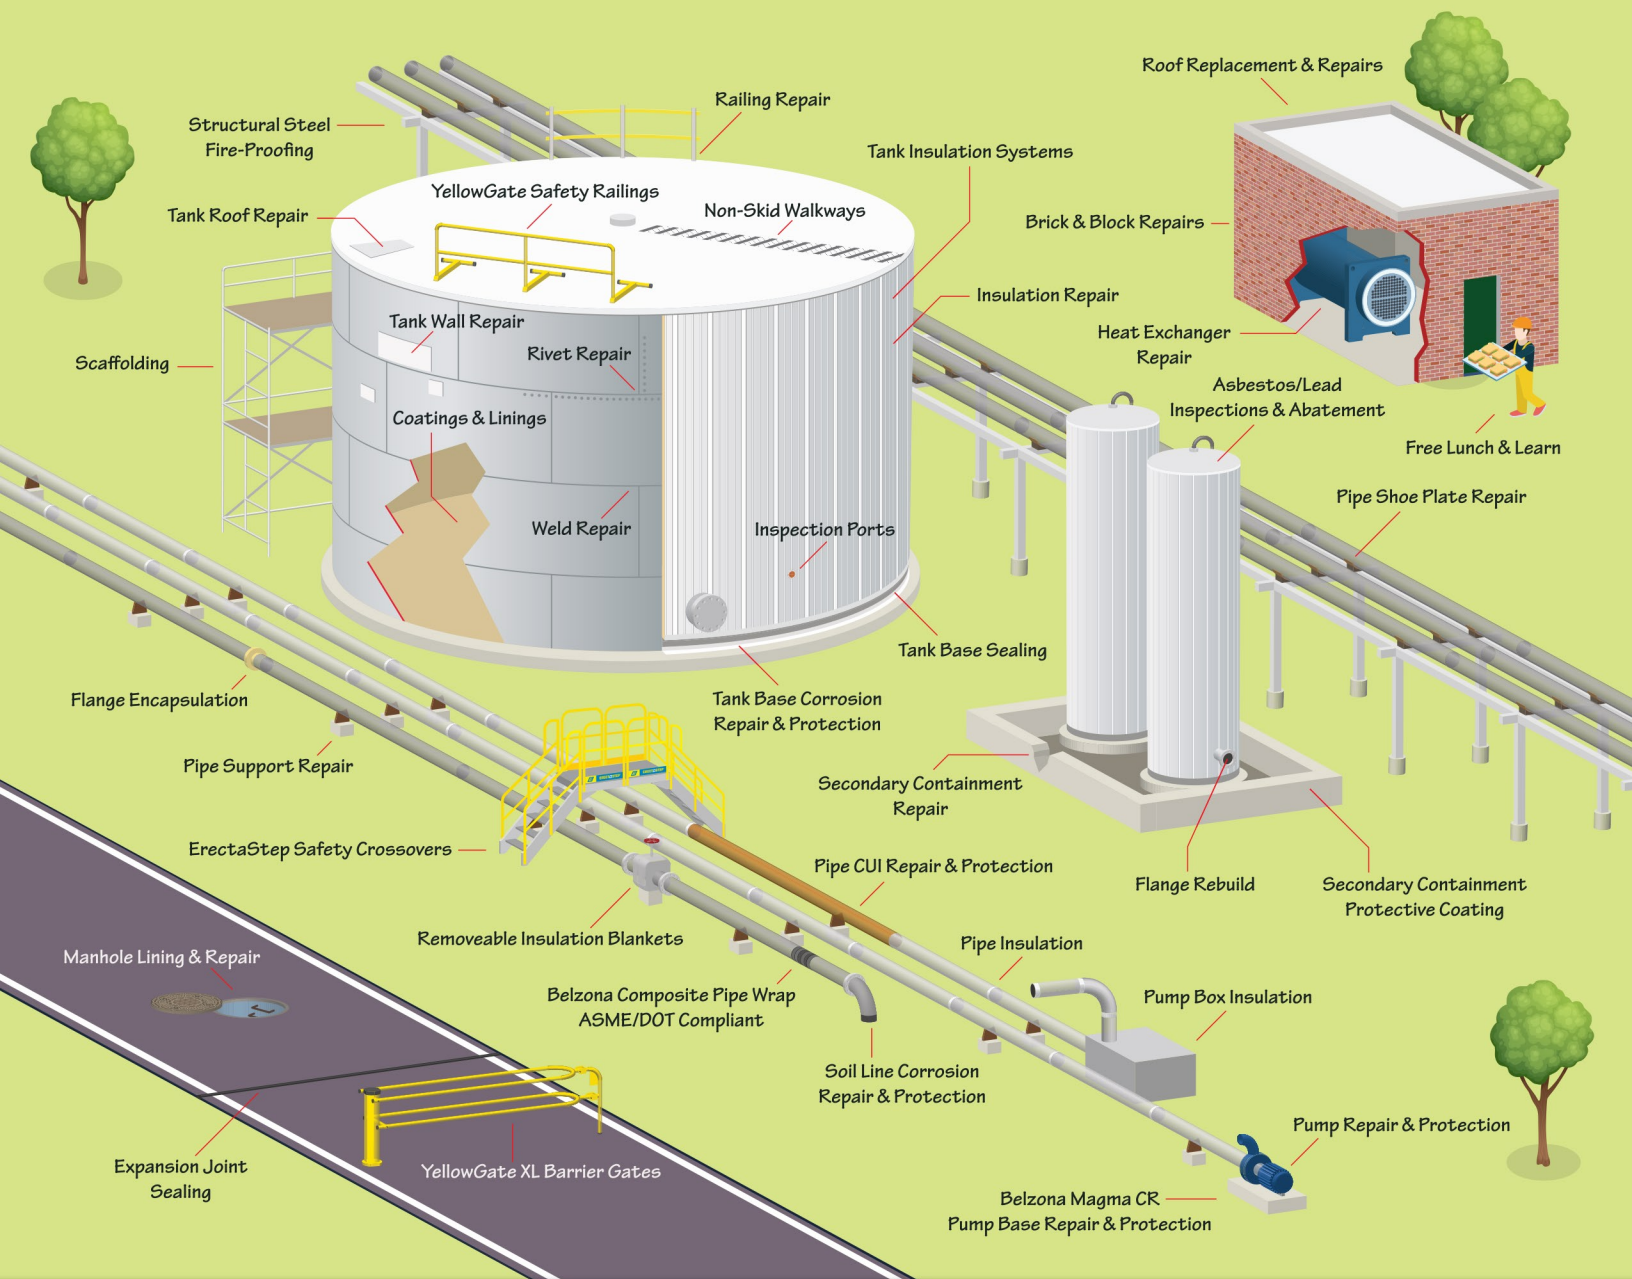 Roof Replacement & Repairs
Railing Repair
Structural Steel
Fire-Proofing
Tank Insulation Systems
YellowGate Safety Railings
Non-Skid Walkways
Tank Roof Repair
Brick & Block Repairs
Insulation Repair
Tank Wall Repair
Rivet Repair
Heat Exchanger
Repair
Scaffolding
Asbestos/Lead
Inspections & Abatement
Coatings & Linings
Free Lunch & Learn
Pipe Shoe Plate Repair
Weld Repair
Inspection Ports
Tank Base Sealing
Flange Encapsulation
Tank Base Corrosion
Repair & Protection
Pipe Support Repair
Secondary Containment
Repair
ErectaStep Safety Crossovers
Pipe CUI Repair & Protection
Flange Rebuild
Secondary Containment
Protective Coating
Removeable Insulation Blankets
Pipe Insulation
Manhole Lining & Repair
Belzona Composite Pipe Wrap
ASME/DOT Compliant
Pump Box Insulation
Soil Line Corrosion
Repair & Protection
Pump Repair & Protection
Expansion Joint
Sealing
YellowGate XL Barrier Gates
Belzona Magma CR
Pump Base Repair & Protection